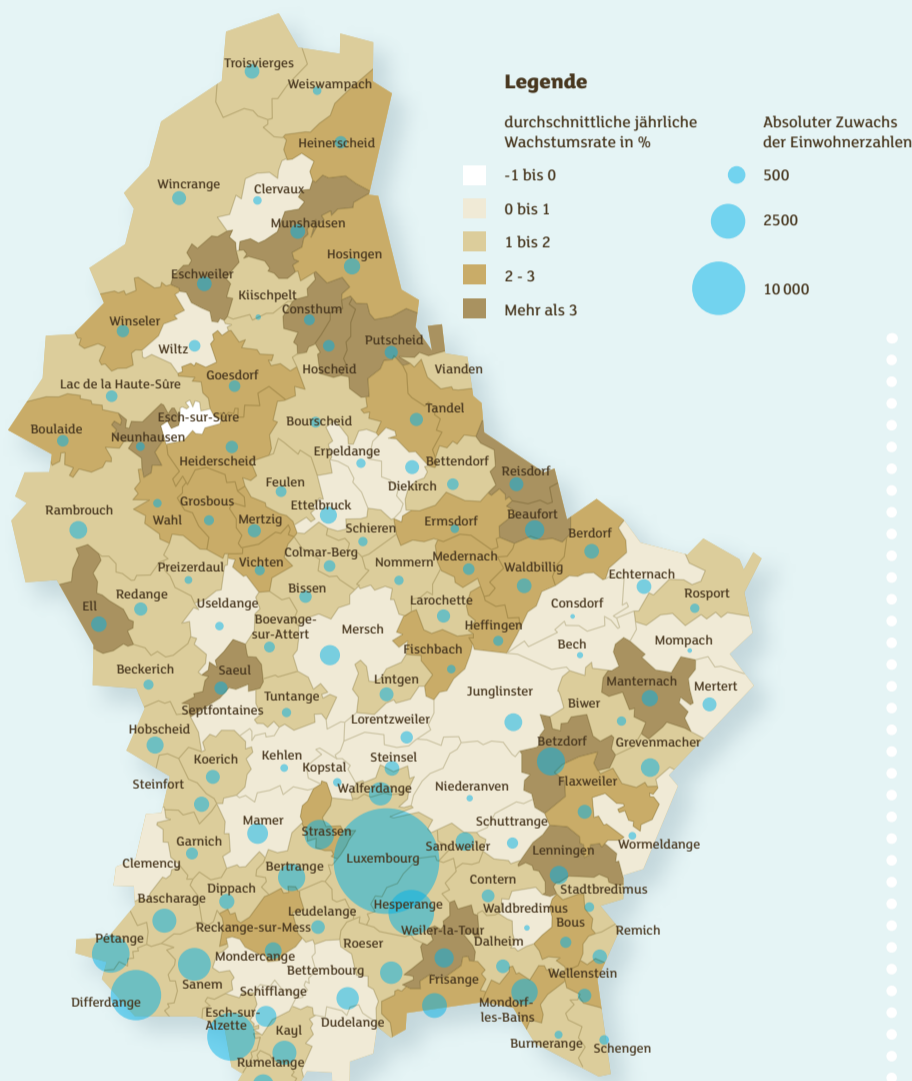 Legende
durchschnittliche jährliche
Wachstumsrate in %
-1 bis 0
0 bis 1
1 bis 2
2 - 3
Mehr als 3
Absoluter Zuwachs
der Einwohnerzahlen
500
2500
10 000
Troisvierges
Weiswampach
Heinerscheid
Wincrange
Clervaux
Munshausen
Hosingen
Eschweiler
Kiischpelt
Consthum
Winseler
Wiltz
Putscheid
Hoscheid
Vianden
Goesdorf
Lac de la Haute-Sûre
Esch-sur-Sûre
Tandel
Bourscheid
Boulaide
Neunhausen
Erpeldange
Heiderscheid
Bettendorf
Reisdorf
Feulen
Diekirch
Grosbous
Ettelbruck
Rambrouch
Wahl
Mertzig
Schieren
Ermsdorf
Beaufort
Berdorf
Colmar-Berg
Vichten
Nommern
Medernach
Waldbillig
Preizerdaul
Echternach
Bissen
Redange
Useldange
Larochette
Consdorf
Rosport
Ell
Boevange-
sur-Attert
Mersch
Heffingen
Fischbach
Bech
Mompach
Beckerich
Saeul
Lintgen
Manternach
Mertert
Tuntange
Junglinster
Biwer
Septfontaines
Lorentzweiler
Hobscheid
Betzdorf
Grevenmacher
Koerich
Kehlen
Kopstal
Steinsel
Steinfort
Walferdange
Niederanven
Flaxweiler
Mamer
Strassen
Schuttrange
Garnich
Sandweiler
Wormeldange
Clemency
Luxembourg
Lenningen
Bertrange
Contern
Stadtbredimus
Dippach
Bascharage
Hesperange
Waldbredimus
Leudelange
Bous
Reckange-sur-Mess
Weiler-la-Tour
Remich
Pétange
Roeser
Dalheim
Mondercange
Bettembourg
Wellenstein
Sanem
Frisange
Schifflange
Differdange
Mondorf-
les-Bains
Esch-sur-
Alzette
Dudelange
Kayl
Burmerange
Schengen
Rumelange